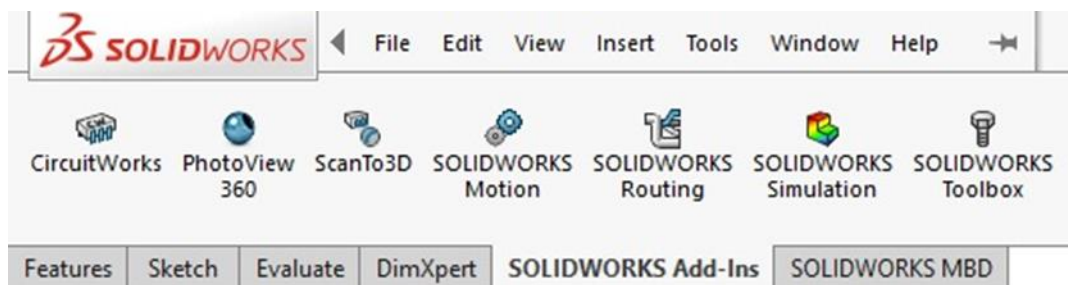 SOLIDWORKS File Edit View Insert Tools Window Help
CircuitWorks PhotoView ScanTo3D SOLIDWORKS SOLIDWORKS SOLIDWORKS SOLIDWORKS
360 Motion Routing Simulation Toolbox
Features Sketch Evaluate DimXpert SOLIDWORKS Add-Ins SOLIDWORKS MBD